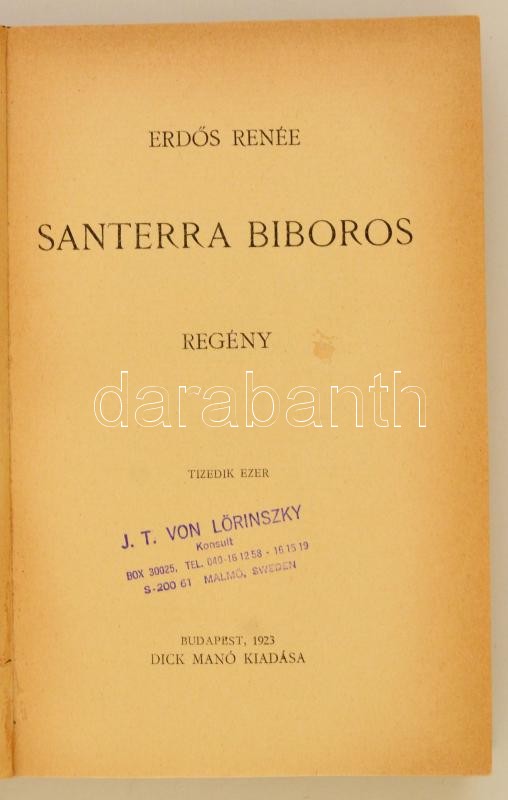 ERDŐS RENÉE
SANTERRA BIBOROS
REGÉNY
darabanth
TIZEDIK EZER
J. T. VON LÖRINSZKY
Konsult
BOX 30025, TEL. 040-16 12 58 - 16 15 19
S-200 61 MALMÖ, SWEDEN
BUDAPEST, 1923
DICK MANÓ KIADÁSA